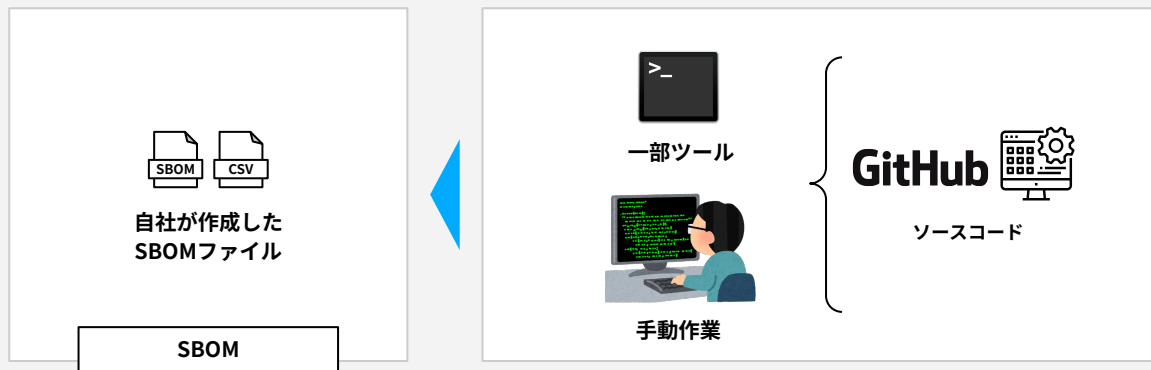 SBOM
CSV
自社が作成した
SBOMファイル
SBOM
>_
一部ツール
手動作業
GitHub
ソースコード